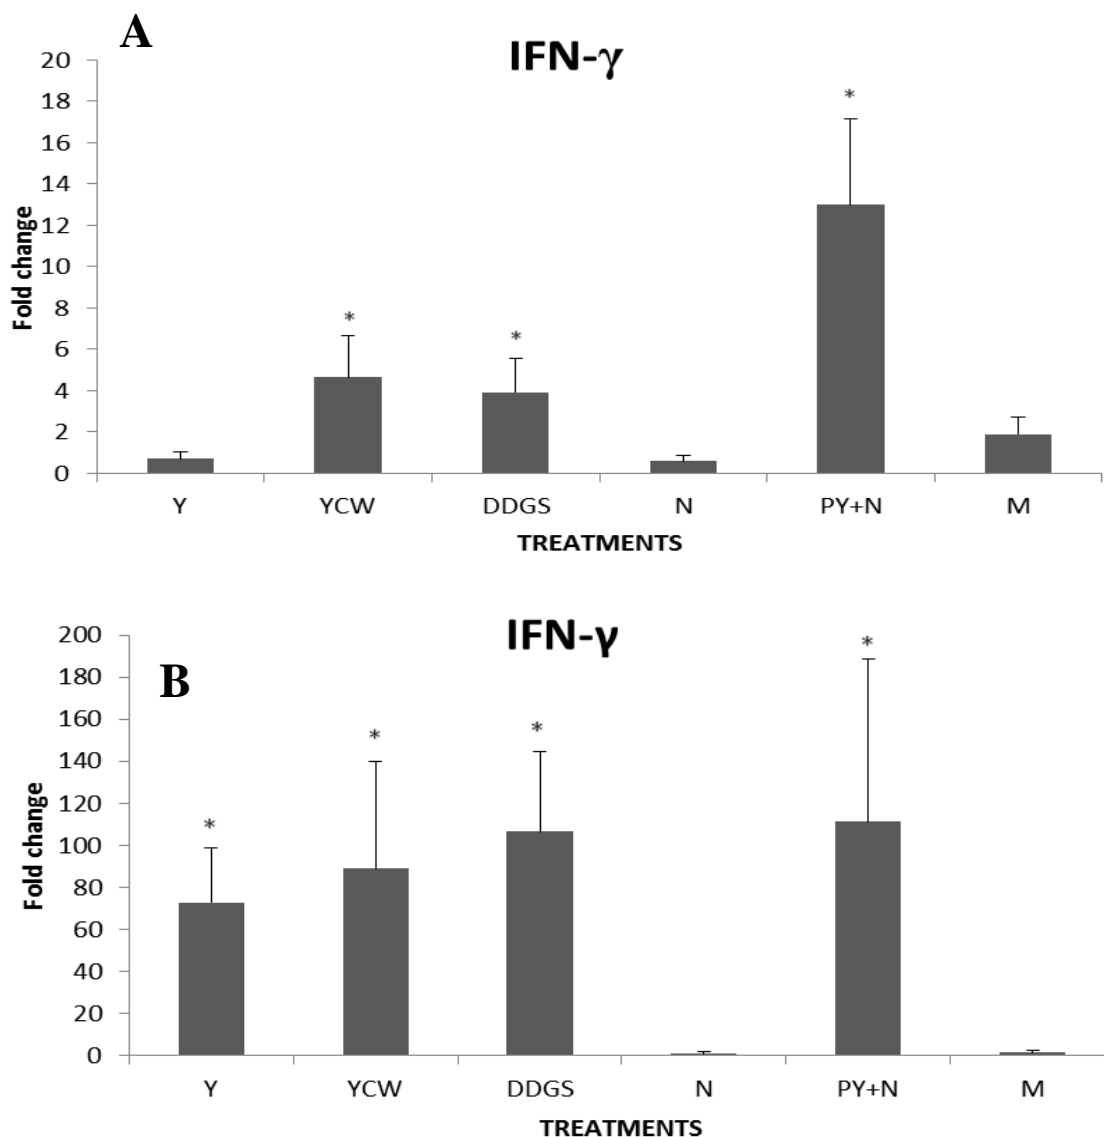 A
IFN-γ
20
18
16
14
12
10
8
6
4
2
0
Fold change
*
*
*
Y YCW DDGS N PY+N M
TREATMENTS
B
IFN-γ
200
180
160
140
120
100
80
60
40
20
0
Fold change
*
*
*
*
Y YCW DDGS N PY+N M
TREATMENTS